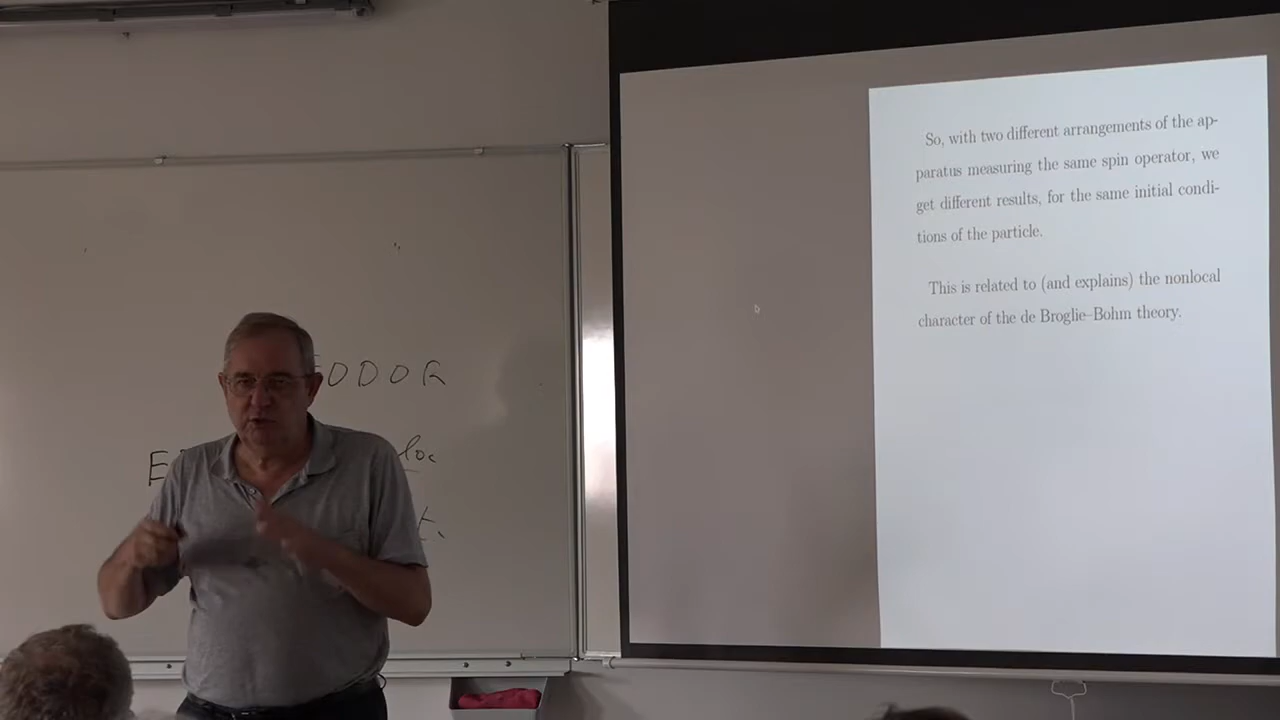 ODOR
E
loc
t.
So, with two different arrangements of the ap-
paratus measuring the same spin operator, we
get different results, for the same initial condi-
tions of the particle.
This is related to (and explains) the nonlocal
character of the de Broglie–Bohm theory.